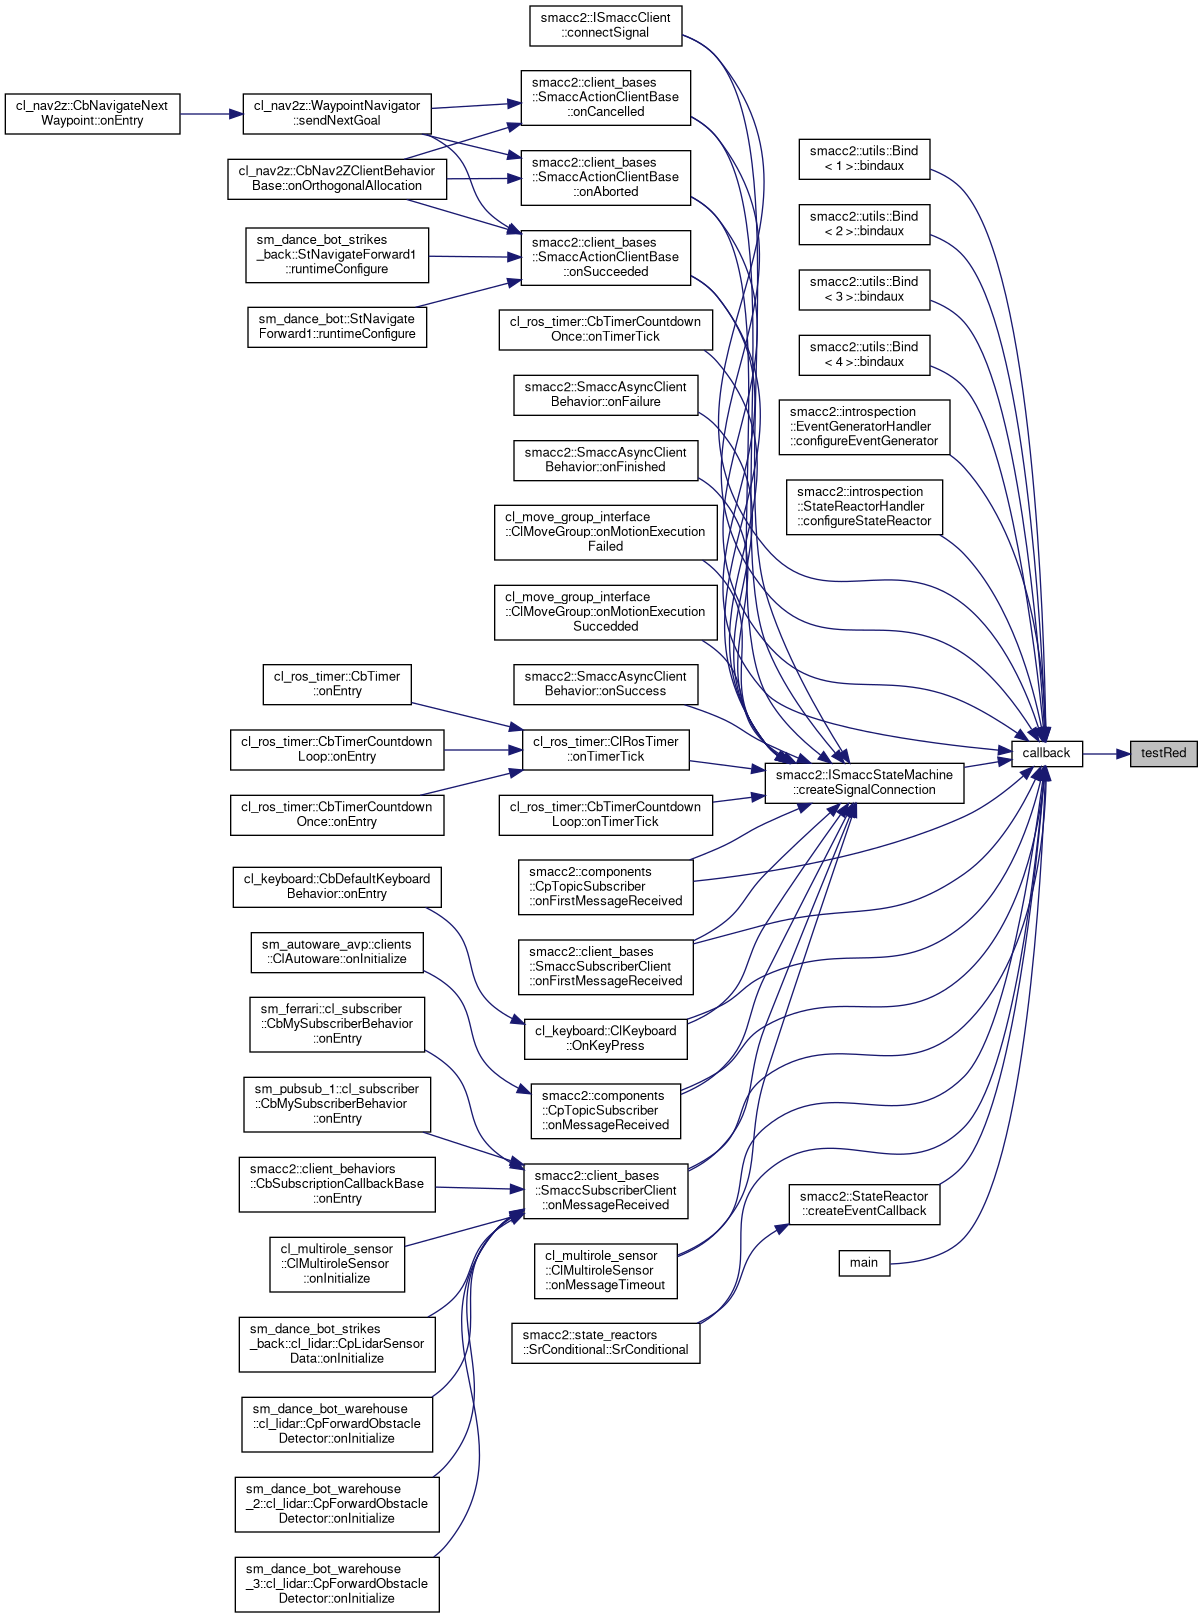 smacc2::ISmaccClient
::connectSignal
smacc2::client_bases
::SmaccActionClientBase
::onCancelled
cl_nav2z::CbNavigateNext
Waypoint::onEntry
cl_nav2z::WaypointNavigator
::sendNextGoal
cl_nav2z::CbNav2ZClientBehavior
Base::onOrthogonalAllocation
smacc2::client_bases
::SmaccActionClientBase
::onAborted
smacc2::client_bases
::SmaccActionClientBase
::onSucceeded
sm_dance_bot_strikes
_back::StNavigateForward1
::runtimeConfigure
sm_dance_bot::StNavigate
Forward1::runtimeConfigure
cl_ros_timer::CbTimerCountdown
Once::onTimerTick
smacc2::SmaccAsyncClient
Behavior::onFailure
smacc2::SmaccAsyncClient
Behavior::onFinished
cl_move_group_interface
::ClMoveGroup::onMotionExecution
Failed
cl_move_group_interface
::ClMoveGroup::onMotionExecution
Succedded
smacc2::SmaccAsyncClient
Behavior::onSuccess
cl_ros_timer::CbTimer
::onEntry
cl_ros_timer::CbTimerCountdown
Loop::onEntry
cl_ros_timer::CbTimerCountdown
Once::onEntry
cl_ros_timer::ClRosTimer
::onTimerTick
cl_ros_timer::CbTimerCountdown
Loop::onTimerTick
smacc2::components
::CpTopicSubscriber
::onFirstMessageReceived
smacc2::client_bases
::SmaccSubscriberClient
::onFirstMessageReceived
cl_keyboard::CbDefaultKeyboard
Behavior::onEntry
cl_keyboard::ClKeyboard
::OnKeyPress
sm_autoware_avp::clients
::ClAutoware::onInitialize
smacc2::components
::CpTopicSubscriber
::onMessageReceived
sm_ferrari::cl_subscriber
::CbMySubscriberBehavior
::onEntry
sm_pubsub_1::cl_subscriber
::CbMySubscriberBehavior
::onEntry
smacc2::client_behaviors
::CbSubscriptionCallbackBase
::onEntry
cl_multirole_sensor
::ClMultiroleSensor
::onInitialize
sm_dance_bot_strikes
_back::cl_lidar::CpLidarSensor
Data::onInitialize
sm_dance_bot_warehouse
::cl_lidar::CpForwardObstacle
Detector::onInitialize
sm_dance_bot_warehouse
_2::cl_lidar::CpForwardObstacle
Detector::onInitialize
sm_dance_bot_warehouse
_3::cl_lidar::CpForwardObstacle
Detector::onInitialize
smacc2::client_bases
::SmaccSubscriberClient
::onMessageReceived
cl_multirole_sensor
::ClMultiroleSensor
::onMessageTimeout
smacc2::state_reactors
::SrConditional::SrConditional
smacc2::utils::Bind
< 1 >::bindaux
smacc2::utils::Bind
< 2 >::bindaux
smacc2::utils::Bind
< 3 >::bindaux
smacc2::utils::Bind
< 4 >::bindaux
smacc2::introspection
::EventGeneratorHandler
::configureEventGenerator
smacc2::introspection
::StateReactorHandler
::configureStateReactor
smacc2::ISmaccStateMachine
::createSignalConnection
smacc2::StateReactor
::createEventCallback
main
callback
testRed